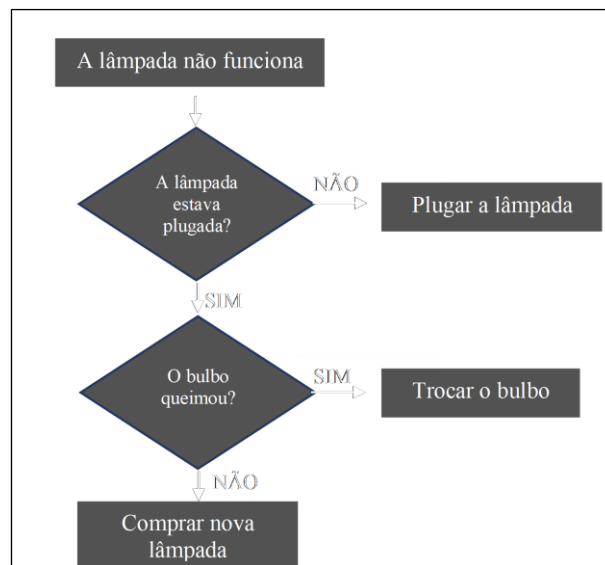 A lâmpada não funciona
A lâmpada
estava
plugada?
NÃO
Plugar a lâmpada
SIM
O bulbo
queimou?
SIM
Trocar o bulbo
NÃO
Comprar nova
lâmpada